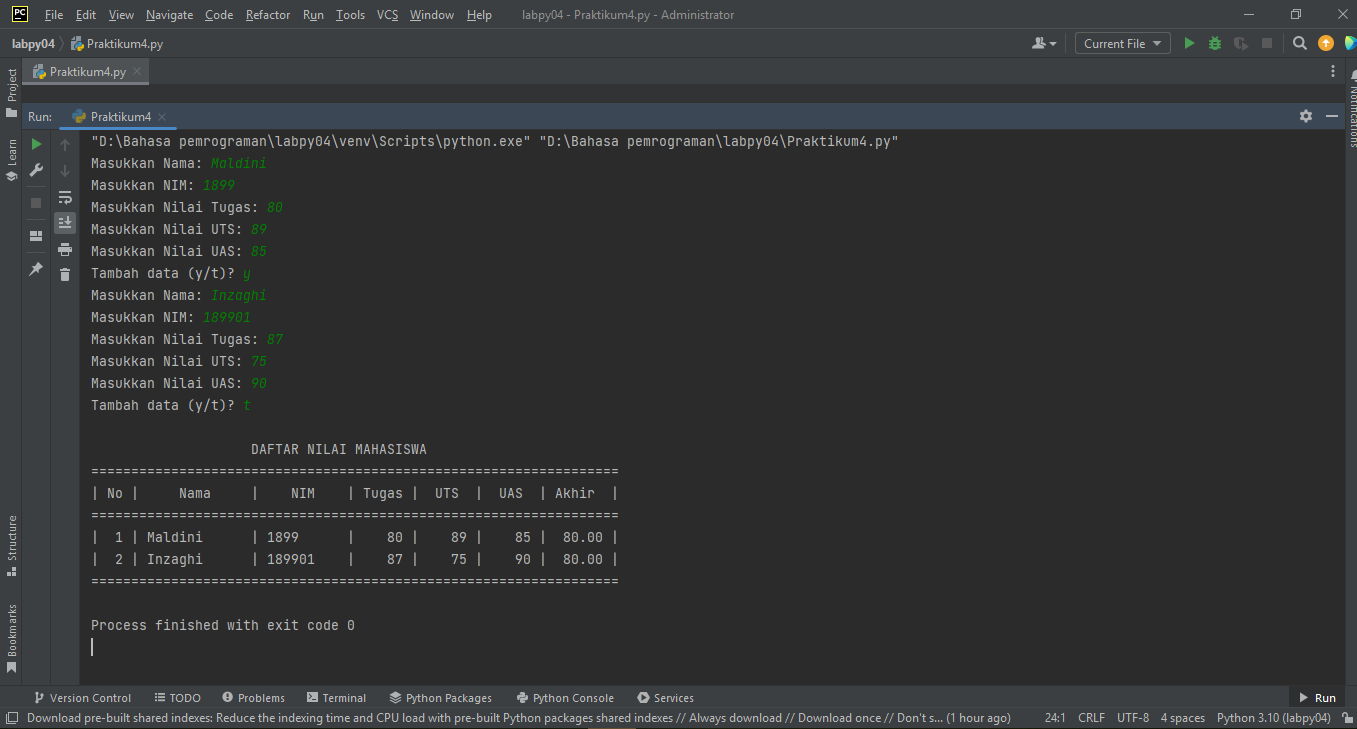 PC File Edit View Navigate Code Refactor Run Tools VCS Window Help labpy04 - Praktikum4.py - Administrator
labpy04 Praktikum4.py Current File
Praktikum4.py
Project
Learn
Structure
Bookmarks
Notifications
Run: Praktikum4
"D:\Bahasa pemrograman\labpy04\venv\Scripts\python.exe" "D:\Bahasa pemrograman\labpy04\Praktikum4.py"
Masukkan Nama: Maldini
Masukkan NIM: 1899
Masukkan Nilai Tugas: 80
Masukkan Nilai UTS: 89
Masukkan Nilai UAS: 85
Tambah data (y/t)? y
Masukkan Nama: Inzaghi
Masukkan NIM: 189901
Masukkan Nilai Tugas: 87
Masukkan Nilai UTS: 75
Masukkan Nilai UAS: 90
Tambah data (y/t)? t
DAFTAR NILAI MAHASISWA
==================================================================
| No |     Nama     |    NIM    | Tugas |  UTS  |  UAS  | Akhir  |
==================================================================
|  1 | Maldini      | 1899      |    80 |    89 |    85 |  80.00 |
|  2 | Inzaghi      | 189901    |    87 |    75 |    90 |  80.00 |
==================================================================
Process finished with exit code 0
Version Control TODO Problems Terminal Python Packages Python Console Services Run
Download pre-built shared indexes: Reduce the indexing time and CPU load with pre-built Python packages shared indexes // Always download // Download once // Don't s... (1 hour ago) 24:1 CRLF UTF-8 4 spaces Python 3.10 (labpy04)